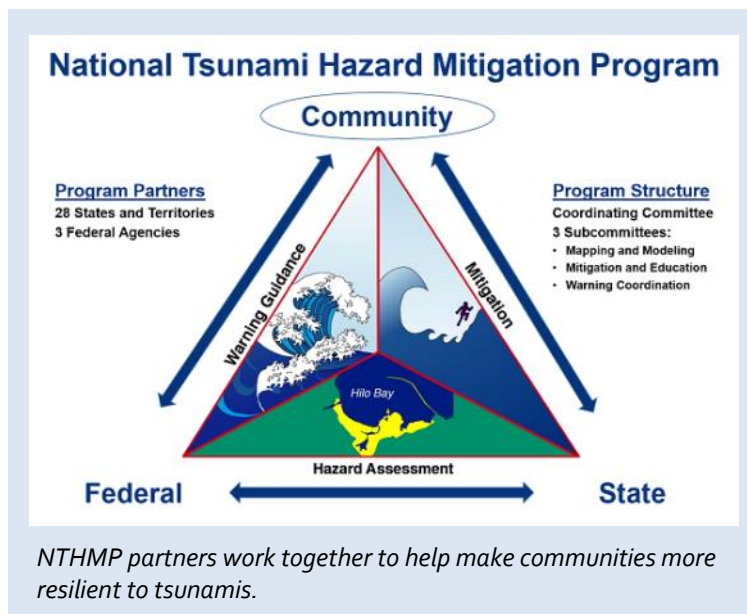 National Tsunami Hazard Mitigation Program
Community
Program Partners
28 States and Territories
3 Federal Agencies
Program Structure
Coordinating Committee
3 Subcommittees:
• Mapping and Modeling
• Mitigation and Education
• Warning Coordination
Warning Guidance
Mitigation
Hilo Bay
Hazard Assessment
Federal
State
NTHMP partners work together to help make communities more
resilient to tsunamis.